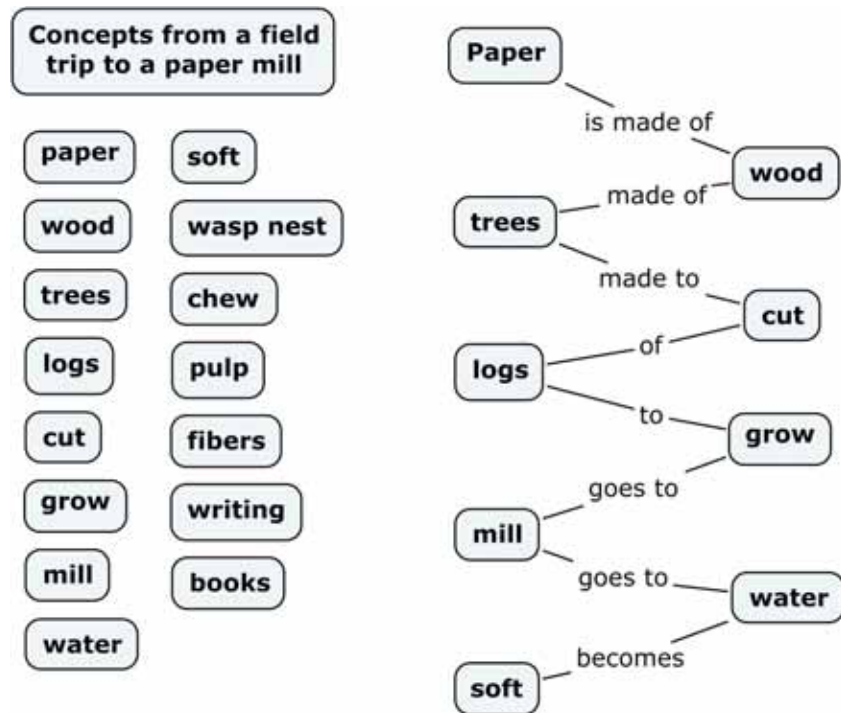 Concepts from a field
trip to a paper mill
paper
wood
trees
logs
cut
grow
mill
water
soft
wasp nest
chew
pulp
fibers
writing
books
Paper
is made of
wood
made of
trees
made to
cut
of
logs
to
grow
goes to
mill
goes to
water
becomes
soft